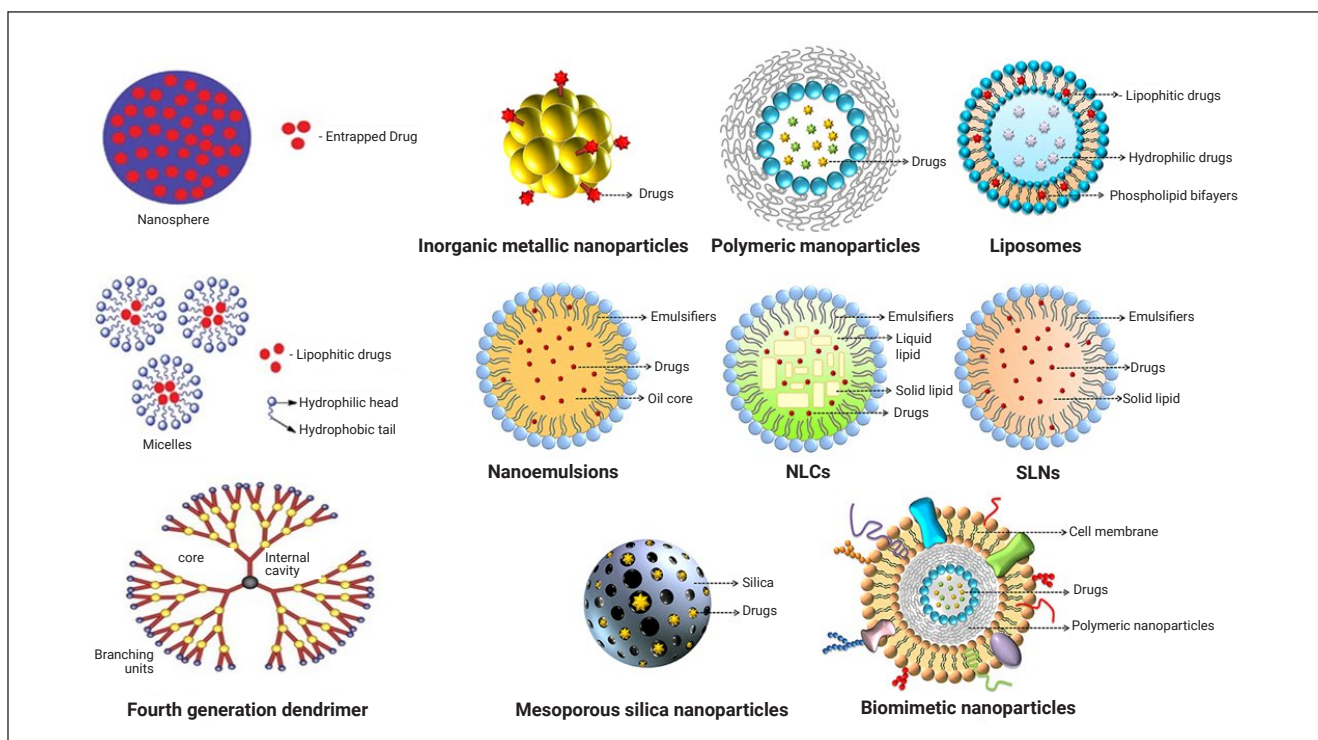 - Entrapped Drug
Nanosphere
Drugs
Inorganic metallic nanoparticles
Drugs
Polymeric manoparticles
- Lipophitic drugs
Hydrophilic drugs
Phospholipid bifayers
Liposomes
- Lipophitic drugs
Hydrophilic head
Hydrophobic tail
Micelles
Emulsifiers
Drugs
Oil core
Nanoemulsions
Emulsifiers
Liquid
lipid
Solid lipid
Drugs
NLCs
Emulsifiers
Drugs
Solid lipid
SLNs
core
Internal
cavity
Branching
units
Fourth generation dendrimer
Silica
Drugs
Mesoporous silica nanoparticles
Cell membrane
Drugs
Polymeric nanoparticles
Biomimetic nanoparticles